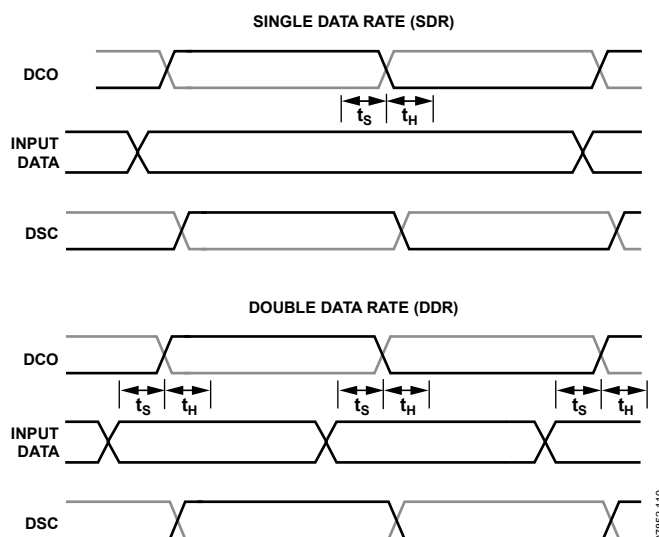 SINGLE DATA RATE (SDR)
DCO
tS tH
INPUT
DATA
DSC
DOUBLE DATA RATE (DDR)
DCO
tS tH tS tH tS tH
INPUT
DATA
DSC